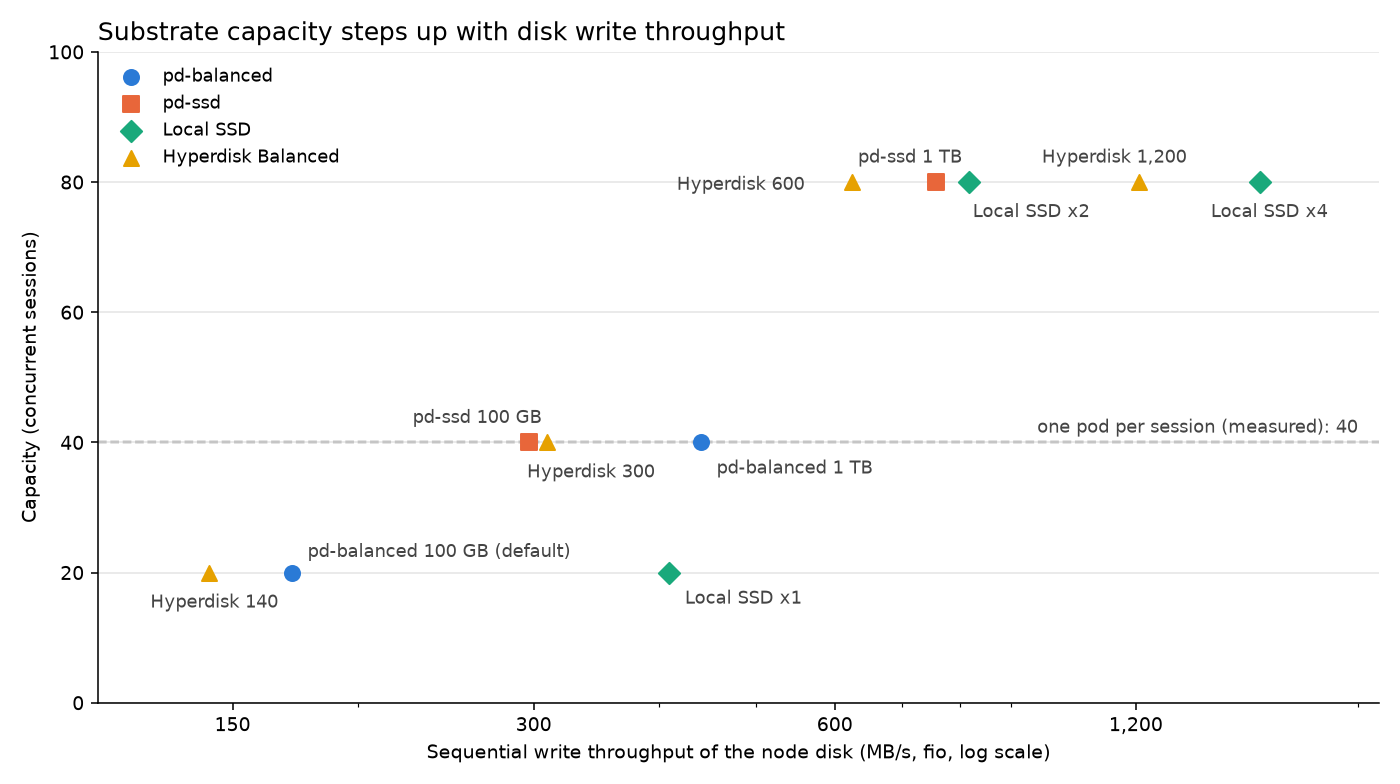 Substrate capacity steps up with disk write throughput
100
pd-balanced
pd-ssd
Local SSD
Hyperdisk Balanced
pd-ssd 1 TB
Hyperdisk 1,200
80
Hyperdisk 600
Local SSD x2
Local SSD x4
Capacity (concurrent sessions)
60
pd-ssd 100 GB
one pod per session (measured): 40
40
Hyperdisk 300
pd-balanced 1 TB
pd-balanced 100 GB (default)
20
Hyperdisk 140
Local SSD x1
0
150
300
600
1,200
Sequential write throughput of the node disk (MB/s, fio, log scale)